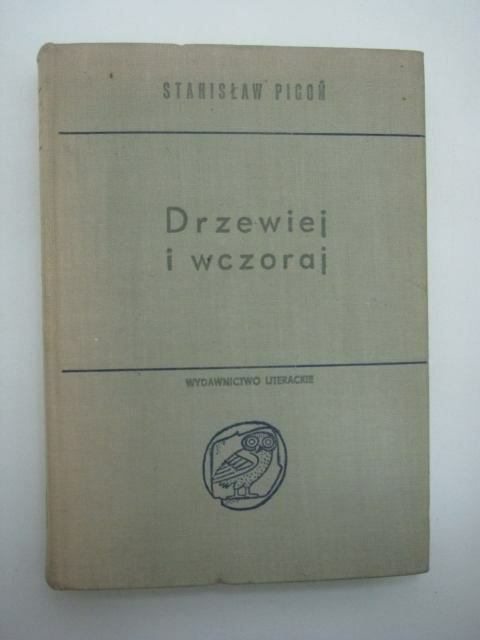 STANISŁAW PIGOŃ
Drzewiej
i wczoraj
WYDAWNICTWO LITERACKIE